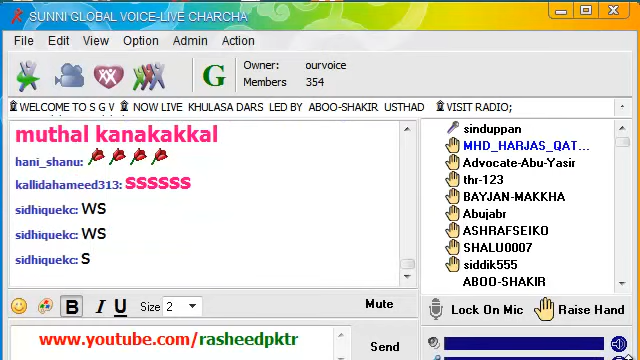 SUNNI GLOBAL VOICE-LIVE CHARCHA
File Edit View Option Admin Action
G Owner: ourvoice
Members 354
WELCOME TO S G V NOW LIVE KHULASA DARS LED BY ABOO-SHAKIR USTHAD VISIT RADIO;
muthal kanakakkal
hani_shanu:
kallidahameed313: SSSSSS
sidhiquekc: WS
sidhiquekc: WS
sidhiquekc: S
sinduppan
MHD_HARJAS_QAT...
Advocate-Abu-Yasir
thr-123
BAYJAN-MAKKHA
Abujabr
ASHRAFSEIKO
SHALU0007
siddik555
ABOO-SHAKIR
B I U Size 2 Mute
Lock On Mic Raise Hand
www.youtube.com/rasheedpktr
Send